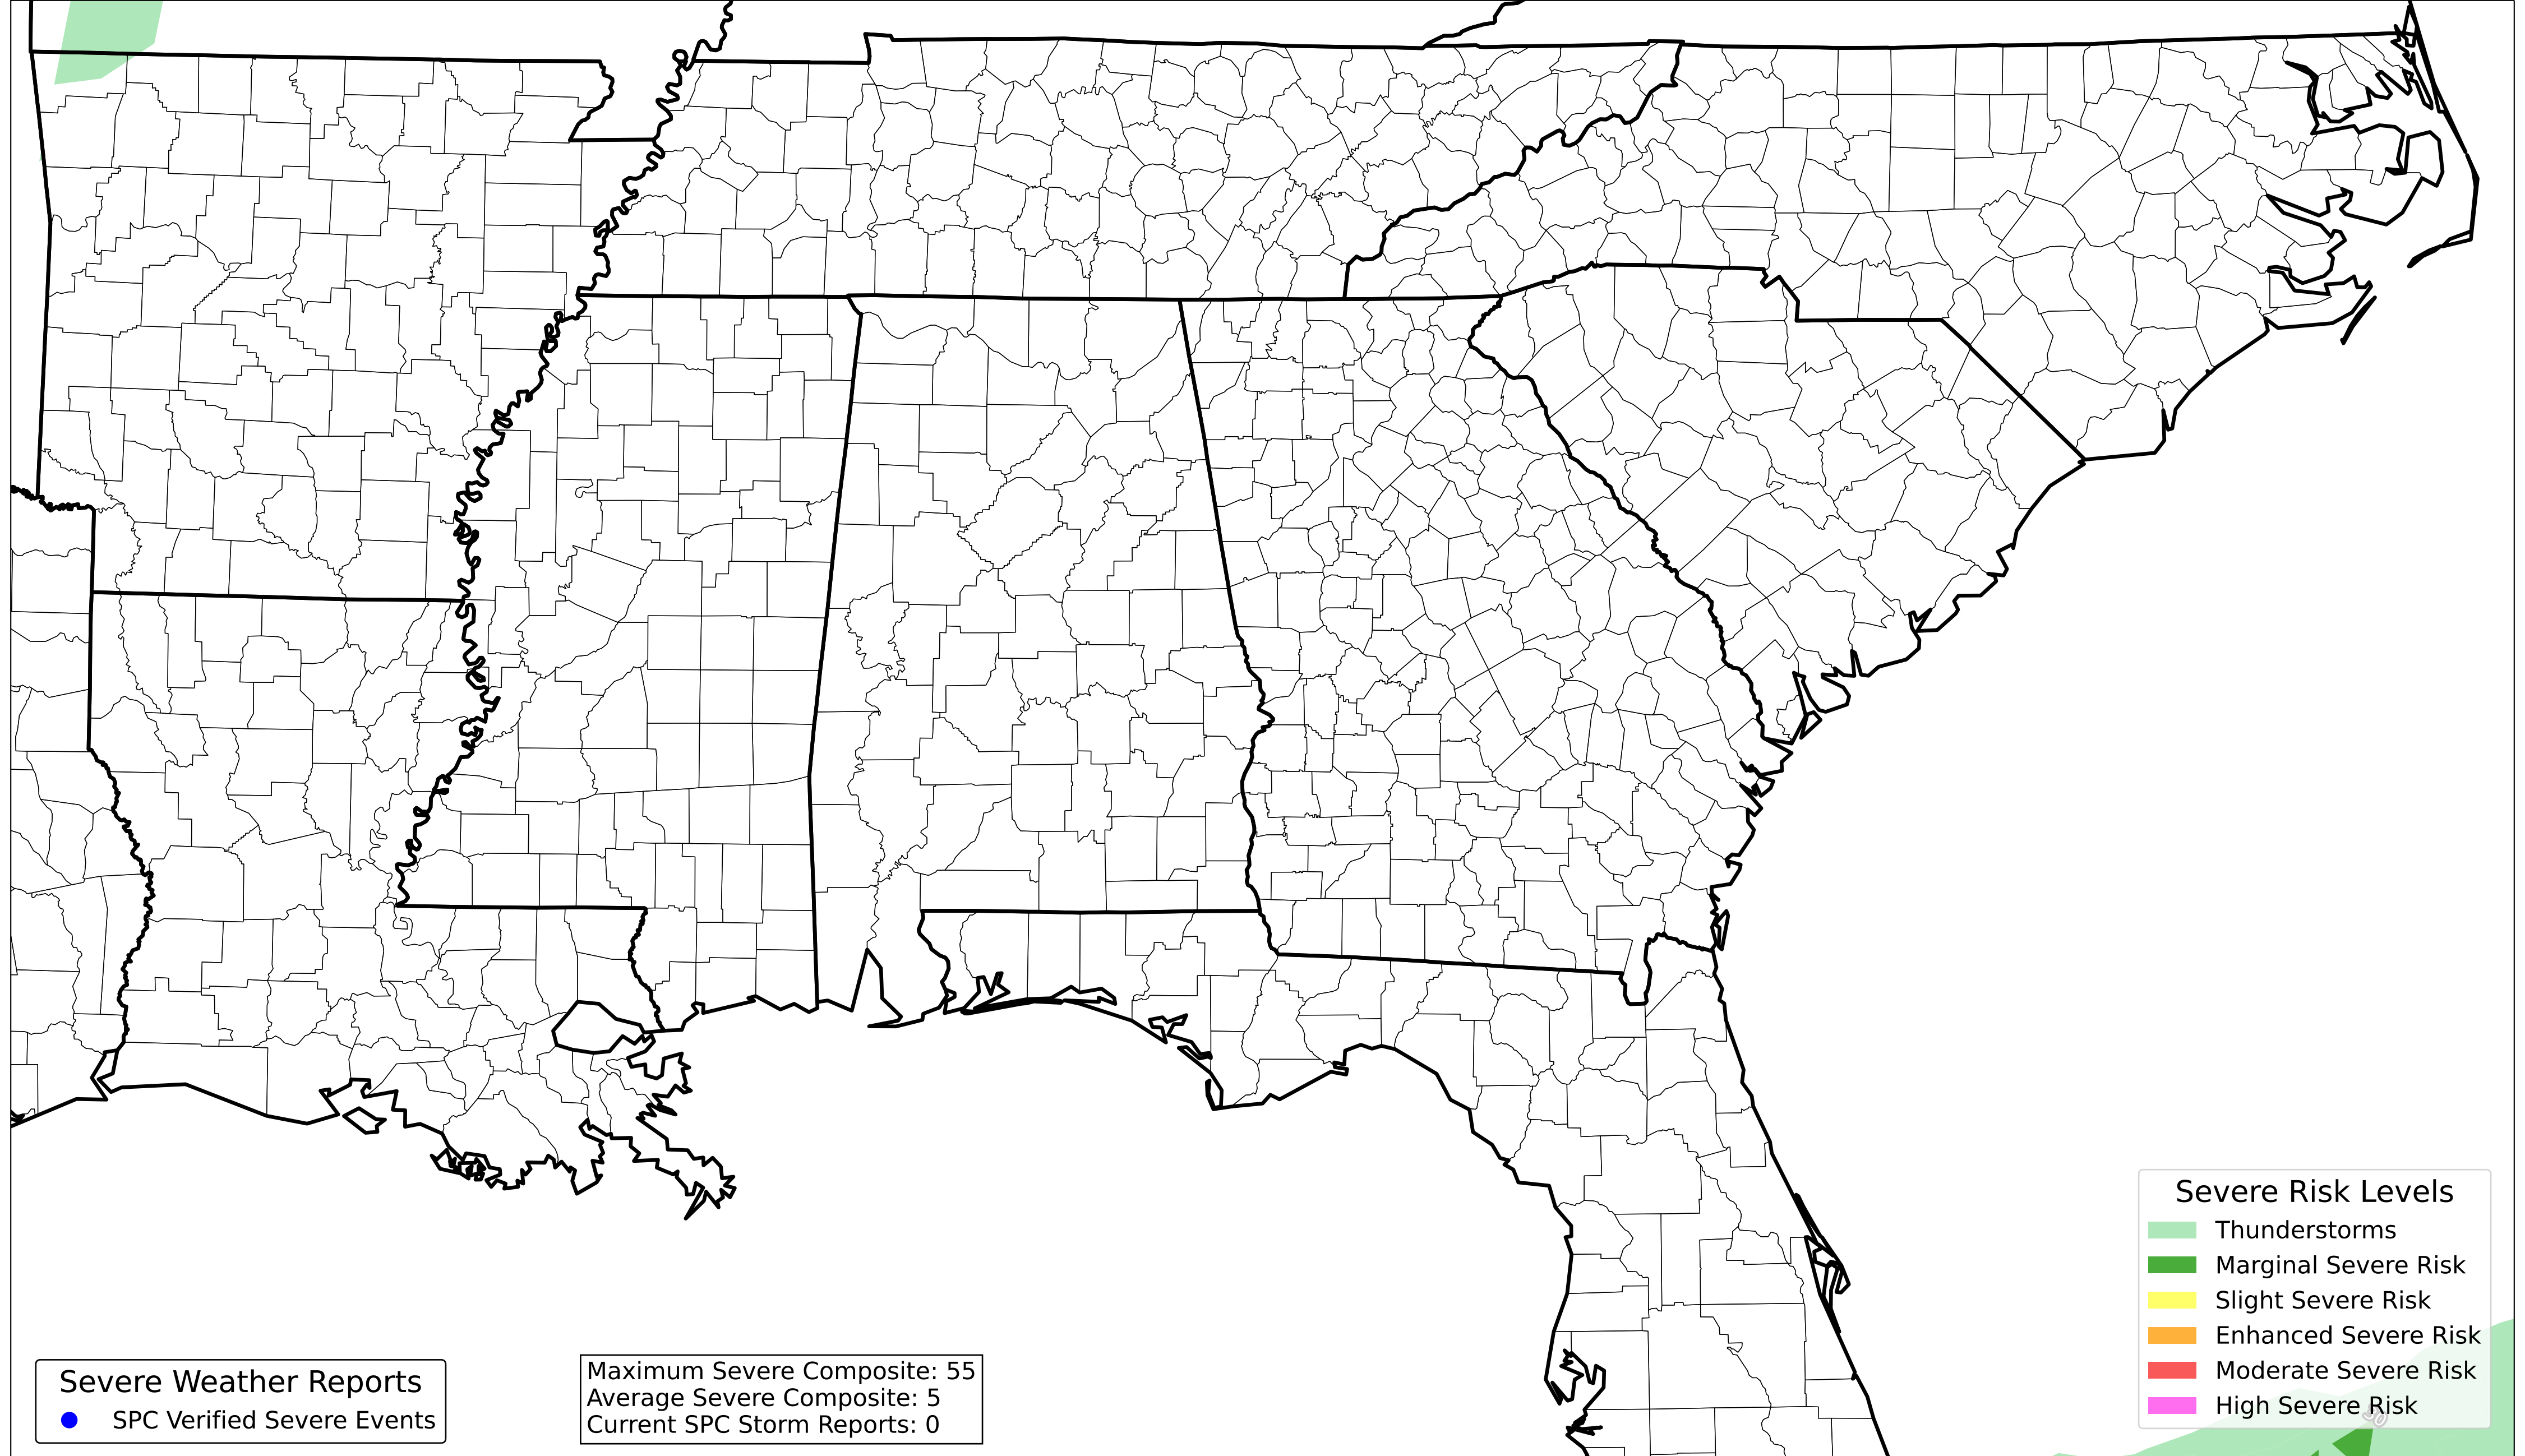 Severe Risk Levels
Thunderstorms
Marginal Severe Risk
Slight Severe Risk
Enhanced Severe Risk
Moderate Severe Risk
High Severe Risk
Severe Weather Reports
SPC Verified Severe Events
Maximum Severe Composite: 55
Average Severe Composite: 5
Current SPC Storm Reports: 0